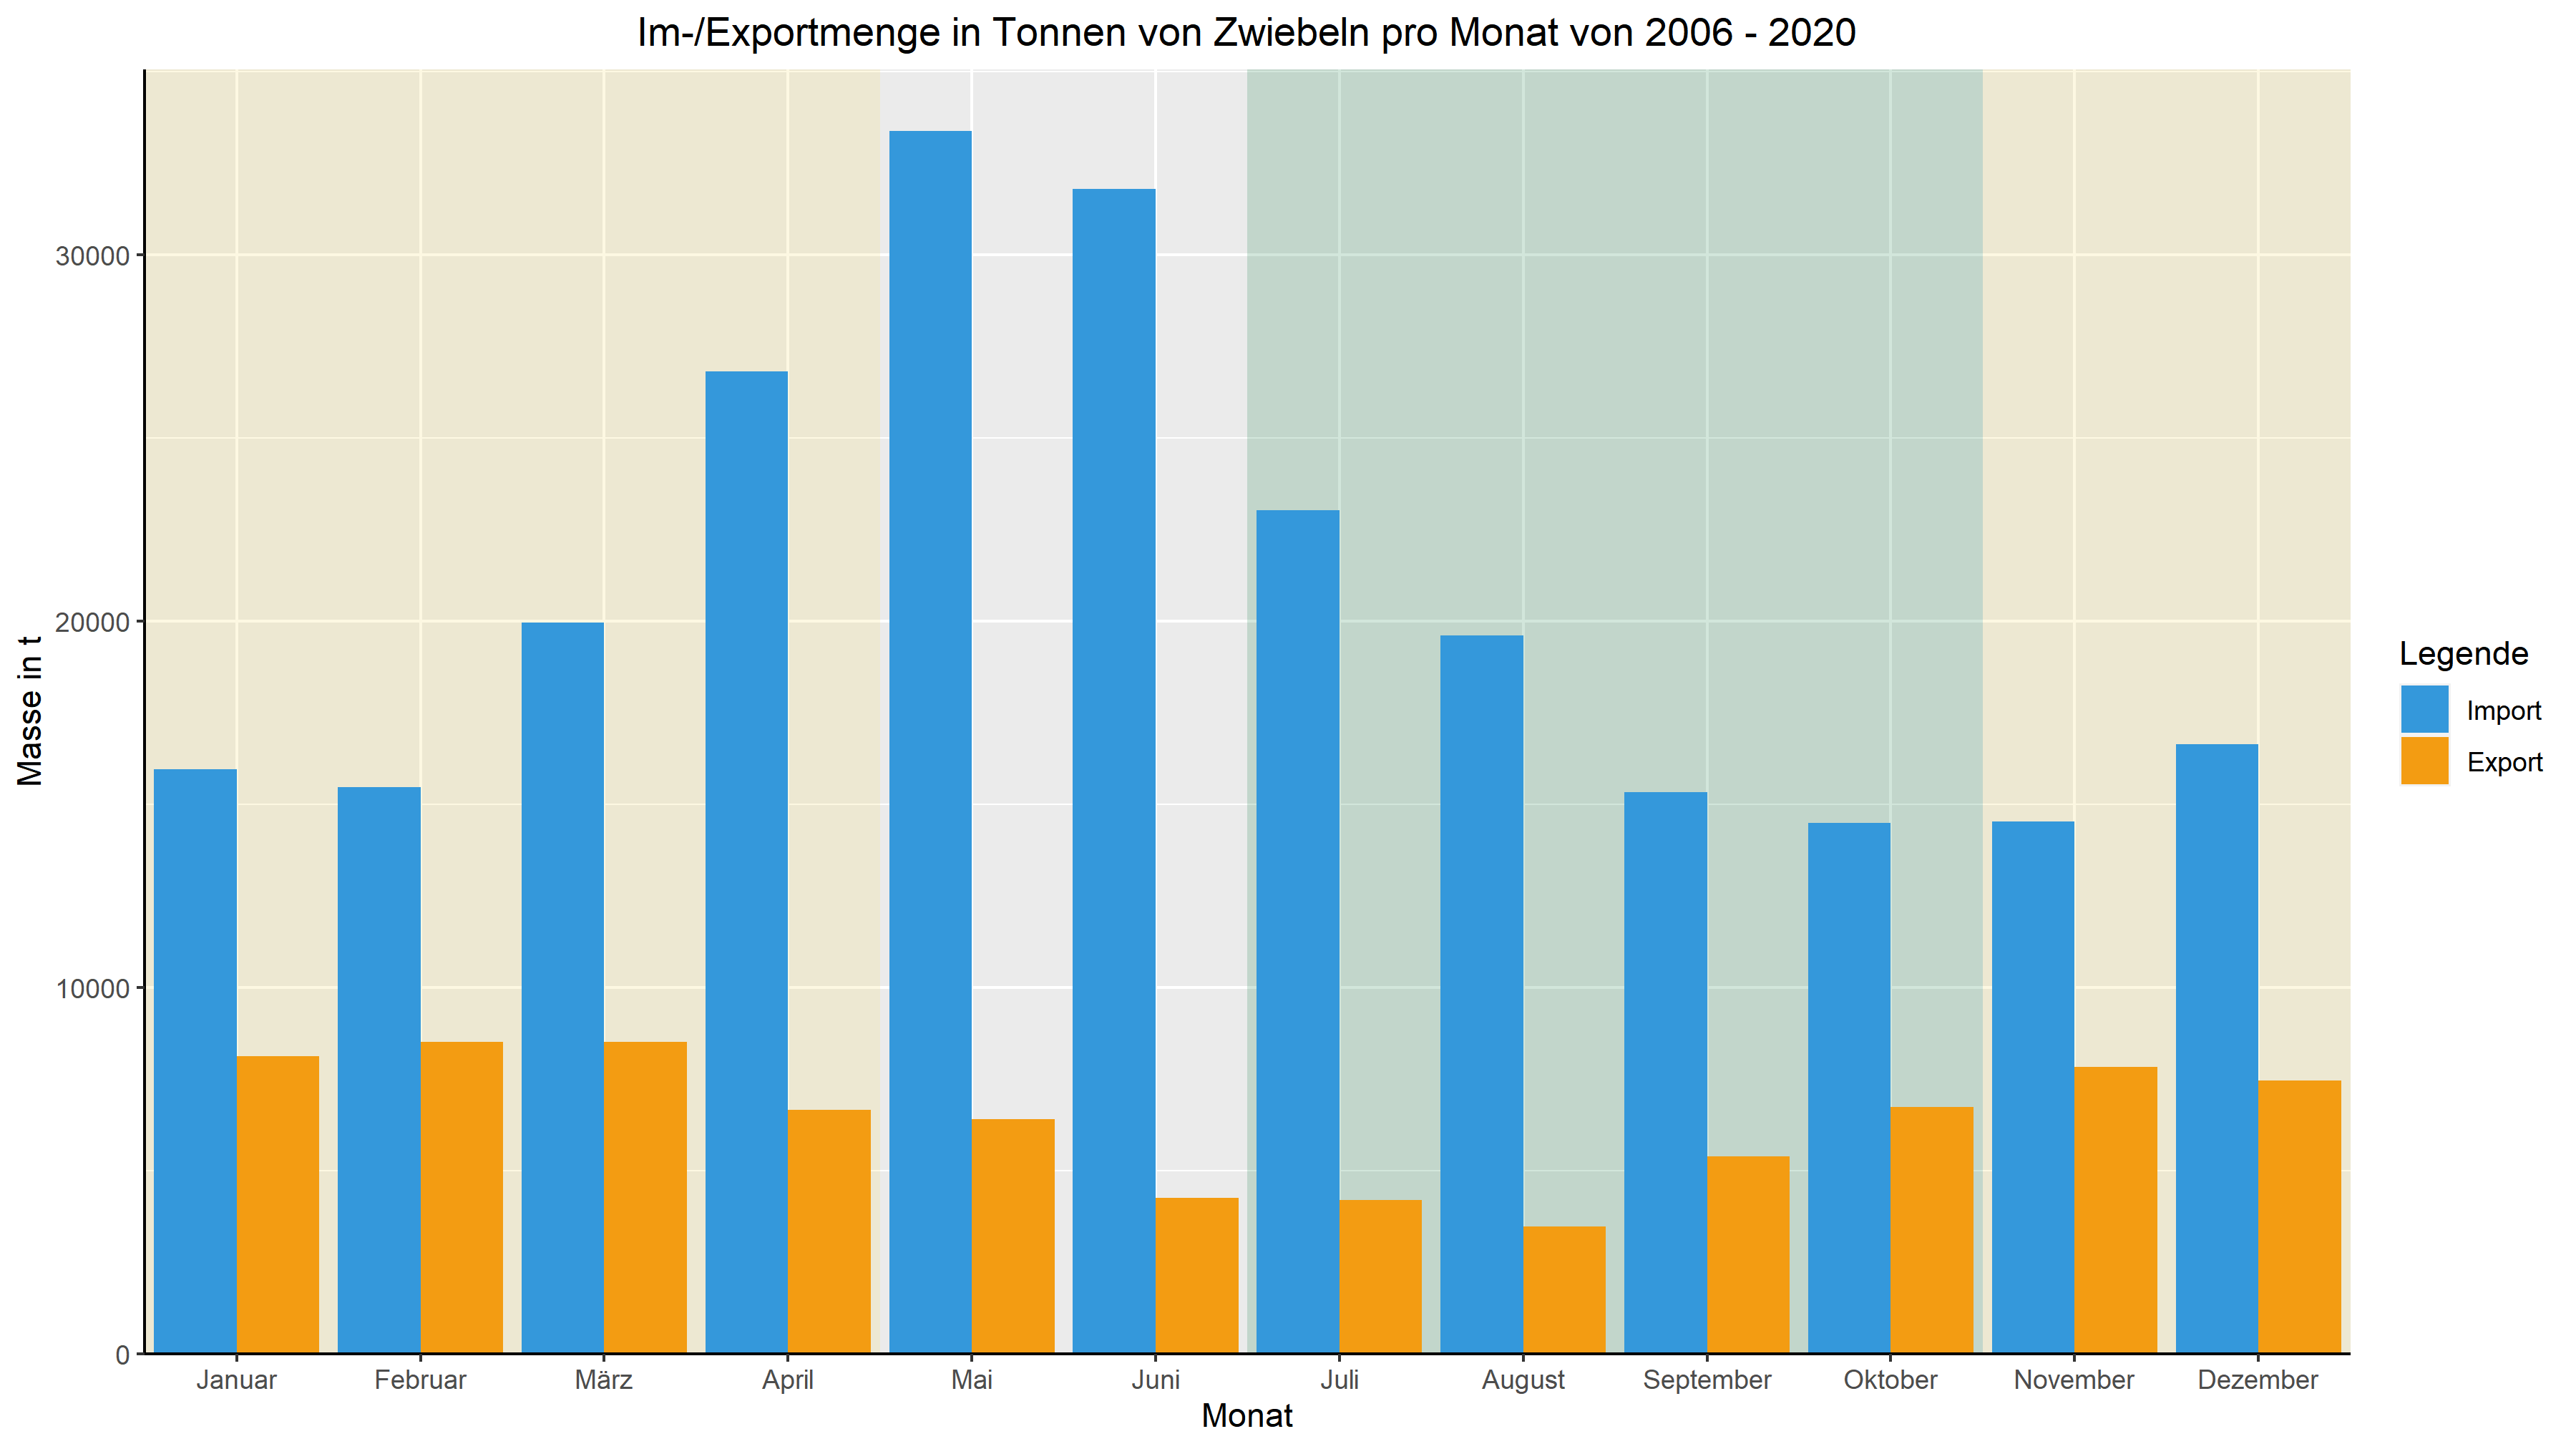 Im-/Exportmenge in Tonnen von Zwiebeln pro Monat von 2006 - 2020
Masse in t
30000
20000
10000
0
Januar Februar März April Mai Juni Juli August September Oktober November Dezember
Monat
Legende
Import
Export